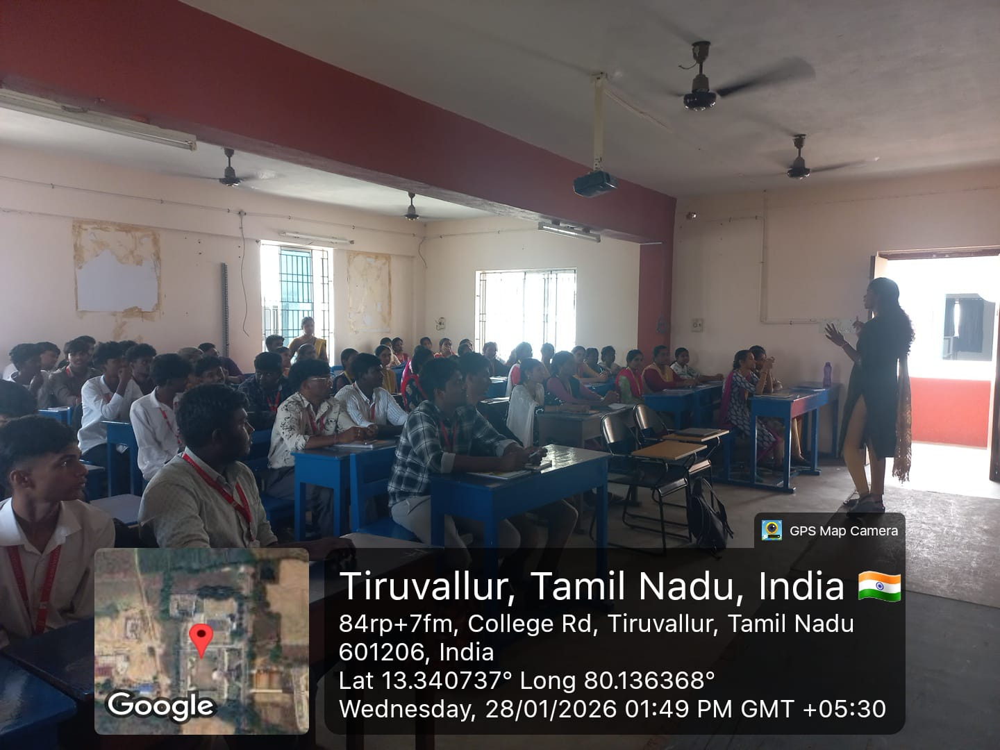 GPS Map Camera
Tiruvallur, Tamil Nadu, India
84rp+7fm, College Rd, Tiruvallur, Tamil Nadu
601206, India
Lat 13.340737° Long 80.136368°
Wednesday, 28/01/2026 01:49 PM GMT +05:30
Google